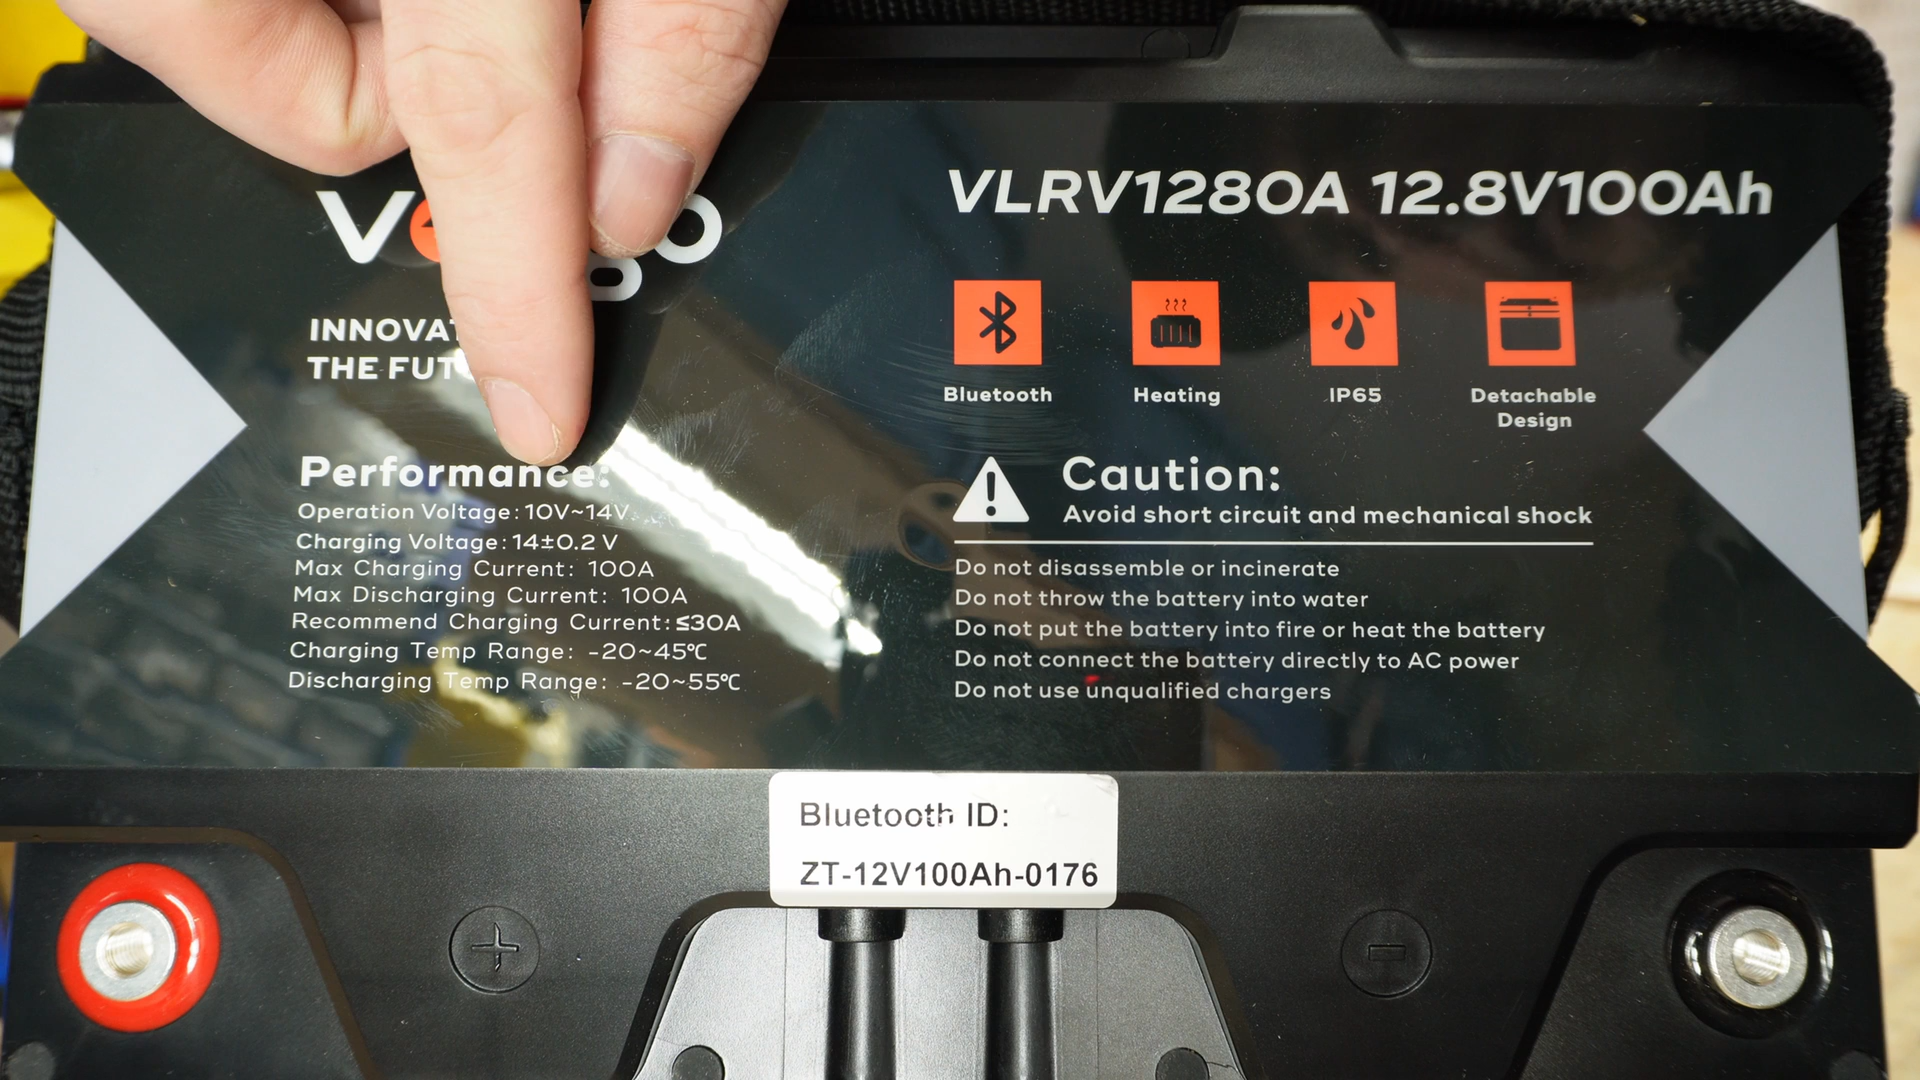 INNOVAT
THE FUT
Performance:
Operation Voltage: 10V~14V
Charging Voltage: 14±0.2 V
Max Charging Current: 100A
Max Discharging Current: 100A
Recommend Charging Current: ≤30A
Charging Temp Range: -20~45℃
Discharging Temp Range: -20~55℃
VLRV1280A 12.8V100Ah
Bluetooth
Heating
IP65
Detachable
Design
Caution:
Avoid short circuit and mechanical shock
Do not disassemble or incinerate
Do not throw the battery into water
Do not put the battery into fire or heat the battery
Do not connect the battery directly to AC power
Do not use unqualified chargers
Bluetooth ID:
ZT-12V100Ah-0176